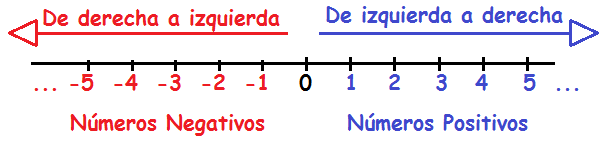 De derecha a izquierda De izquierda a derecha
... -5 -4 -3 -2 -1 0 1 2 3 4 5 ...
Números Negativos Números Positivos